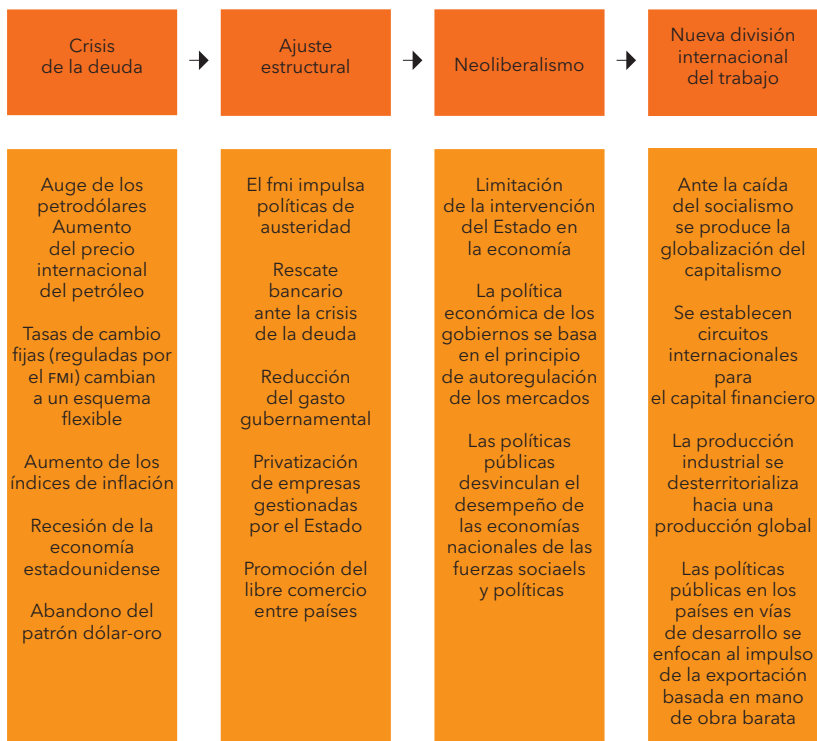 Crisis
de la deuda
Ajuste
estructural
Neoliberalismo
Nueva división
internacional
del trabajo
Auge de los
petrodólares
Aumento
del precio
internacional
del petróleo
Tasas de cambio
fijas (reguladas por
el FMI) cambian
a un esquema
flexible
Aumento de los
índices de inflación
Recesión de la
economía
estadounidense
Abandono del
patrón dólar-oro
El fmi impulsa
políticas de
austeridad
Rescate
bancario
ante la crisis
de la deuda
Reducción
del gasto
gubernamental
Privatización
de empresas
gestionadas
por el Estado
Promoción del
libre comercio
entre países
Limitación
de la intervención
del Estado en
la economía
La política
económica de los
gobiernos se basa
en el principio
de autoregulación
de los mercados
Las políticas
públicas
desvinculan el
desempeño de
las economías
nacionales de las
fuerzas sociaels
y políticas
Ante la caída
del socialismo
se produce la
globalización del
capitalismo
Se establecen
circuitos
internacionales
para
el capital financiero
La producción
industrial se
desterritorializa
hacia una
producción global
Las políticas
públicas en los
países en vías
de desarrollo se
enfocan al impulso
de la exportación
basada en mano
de obra barata